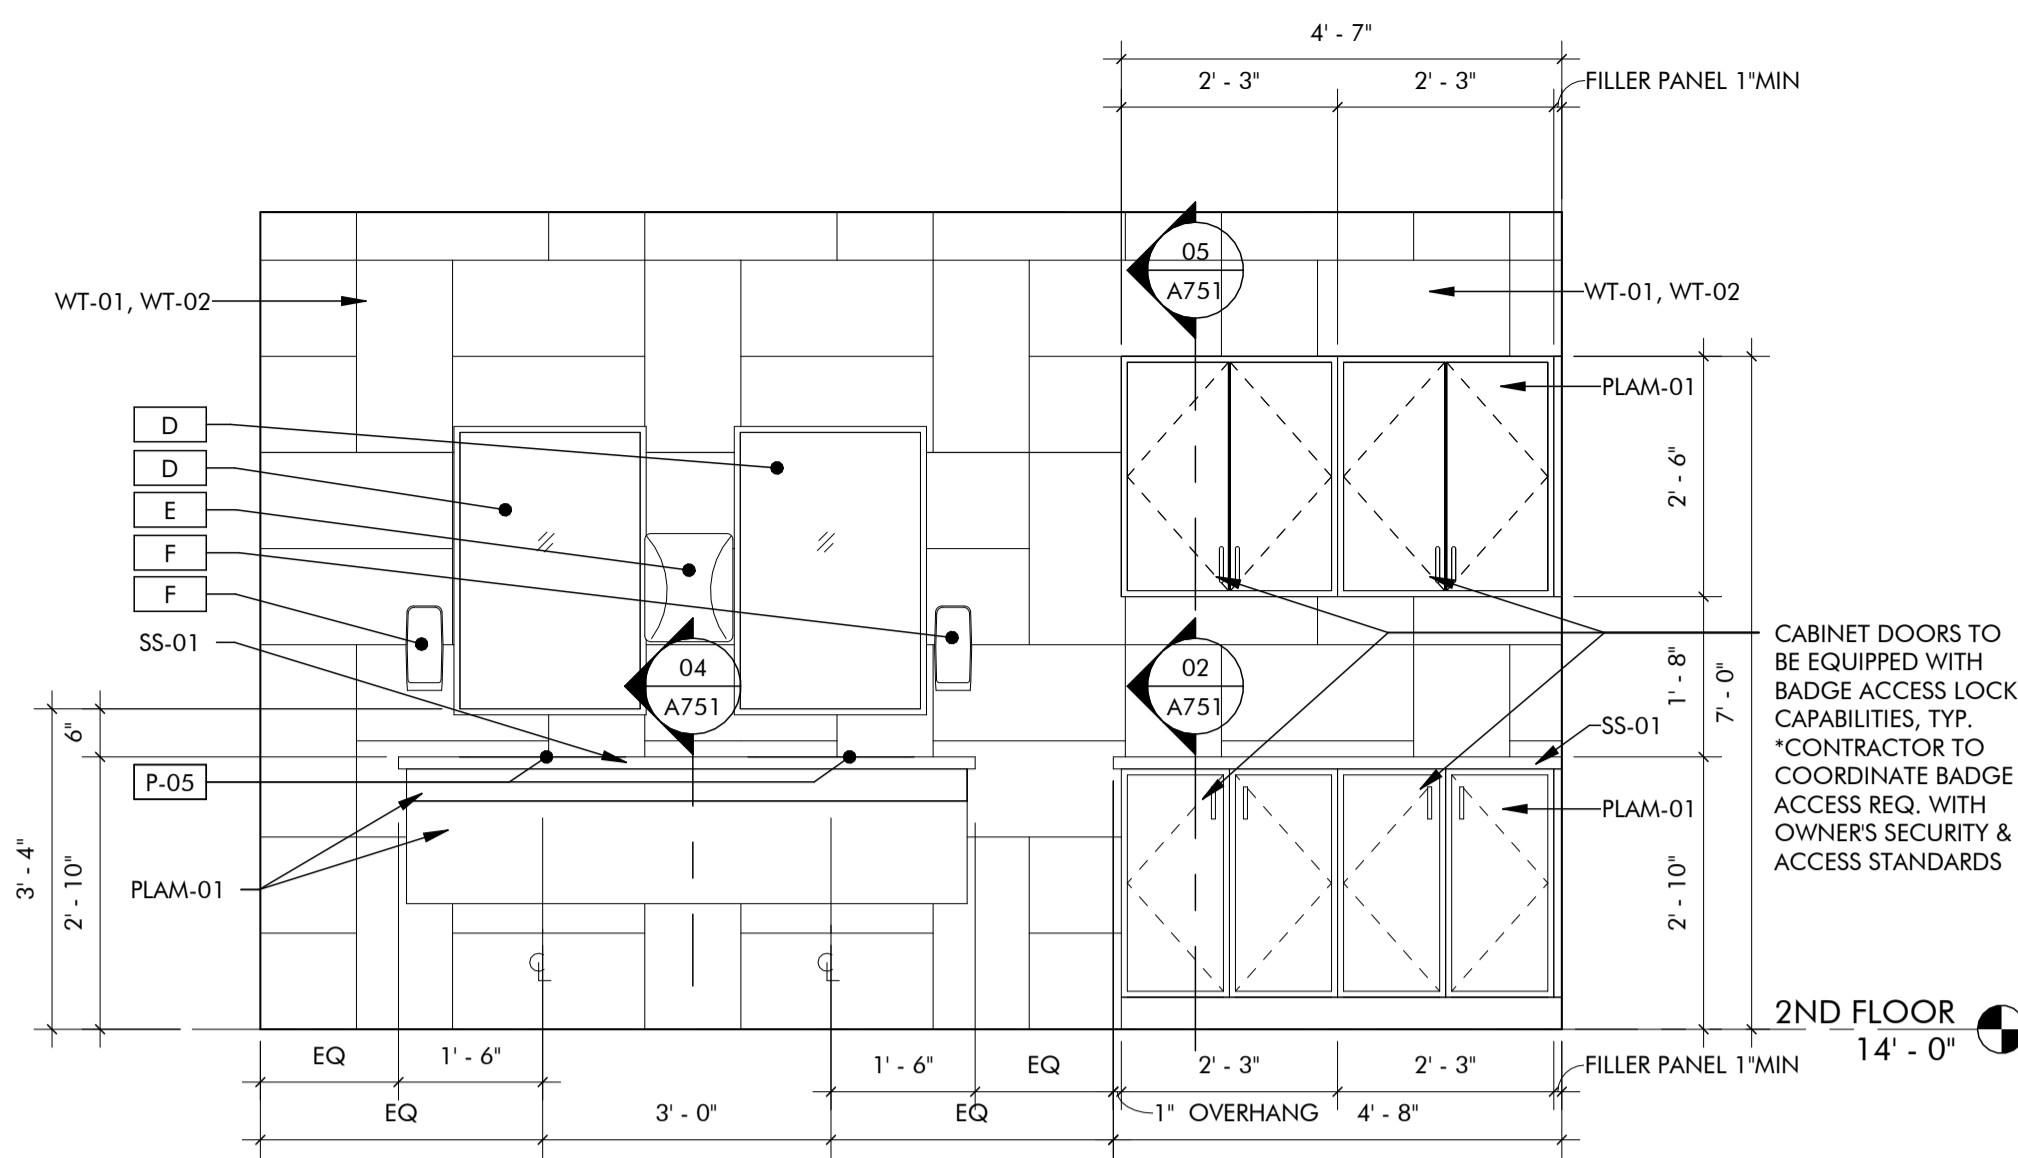 4' - 7"
2' - 3"
2' - 3"
FILLER PANEL 1"MIN
05
A751
WT-01, WT-02
WT-01, WT-02
PLAM-01
D
D
E
F
F
SS-01
2' - 6"
04
A751
02
A751
CABINET DOORS TO
BE EQUIPPED WITH
BADGE ACCESS LOCK
CAPABILITIES, TYP.
*CONTRACTOR TO
COORDINATE BADGE
ACCESS REQ. WITH
OWNER'S SECURITY &
ACCESS STANDARDS
1' - 8"
7' - 0"
SS-01
6"
P-05
PLAM-01
3' - 4"
2' - 10"
PLAM-01
2' - 10"
CL
CL
2ND FLOOR
14' - 0"
EQ
1' - 6"
1' - 6"
EQ
2' - 3"
2' - 3"
FILLER PANEL 1"MIN
EQ
3' - 0"
EQ
1" OVERHANG
4' - 8"